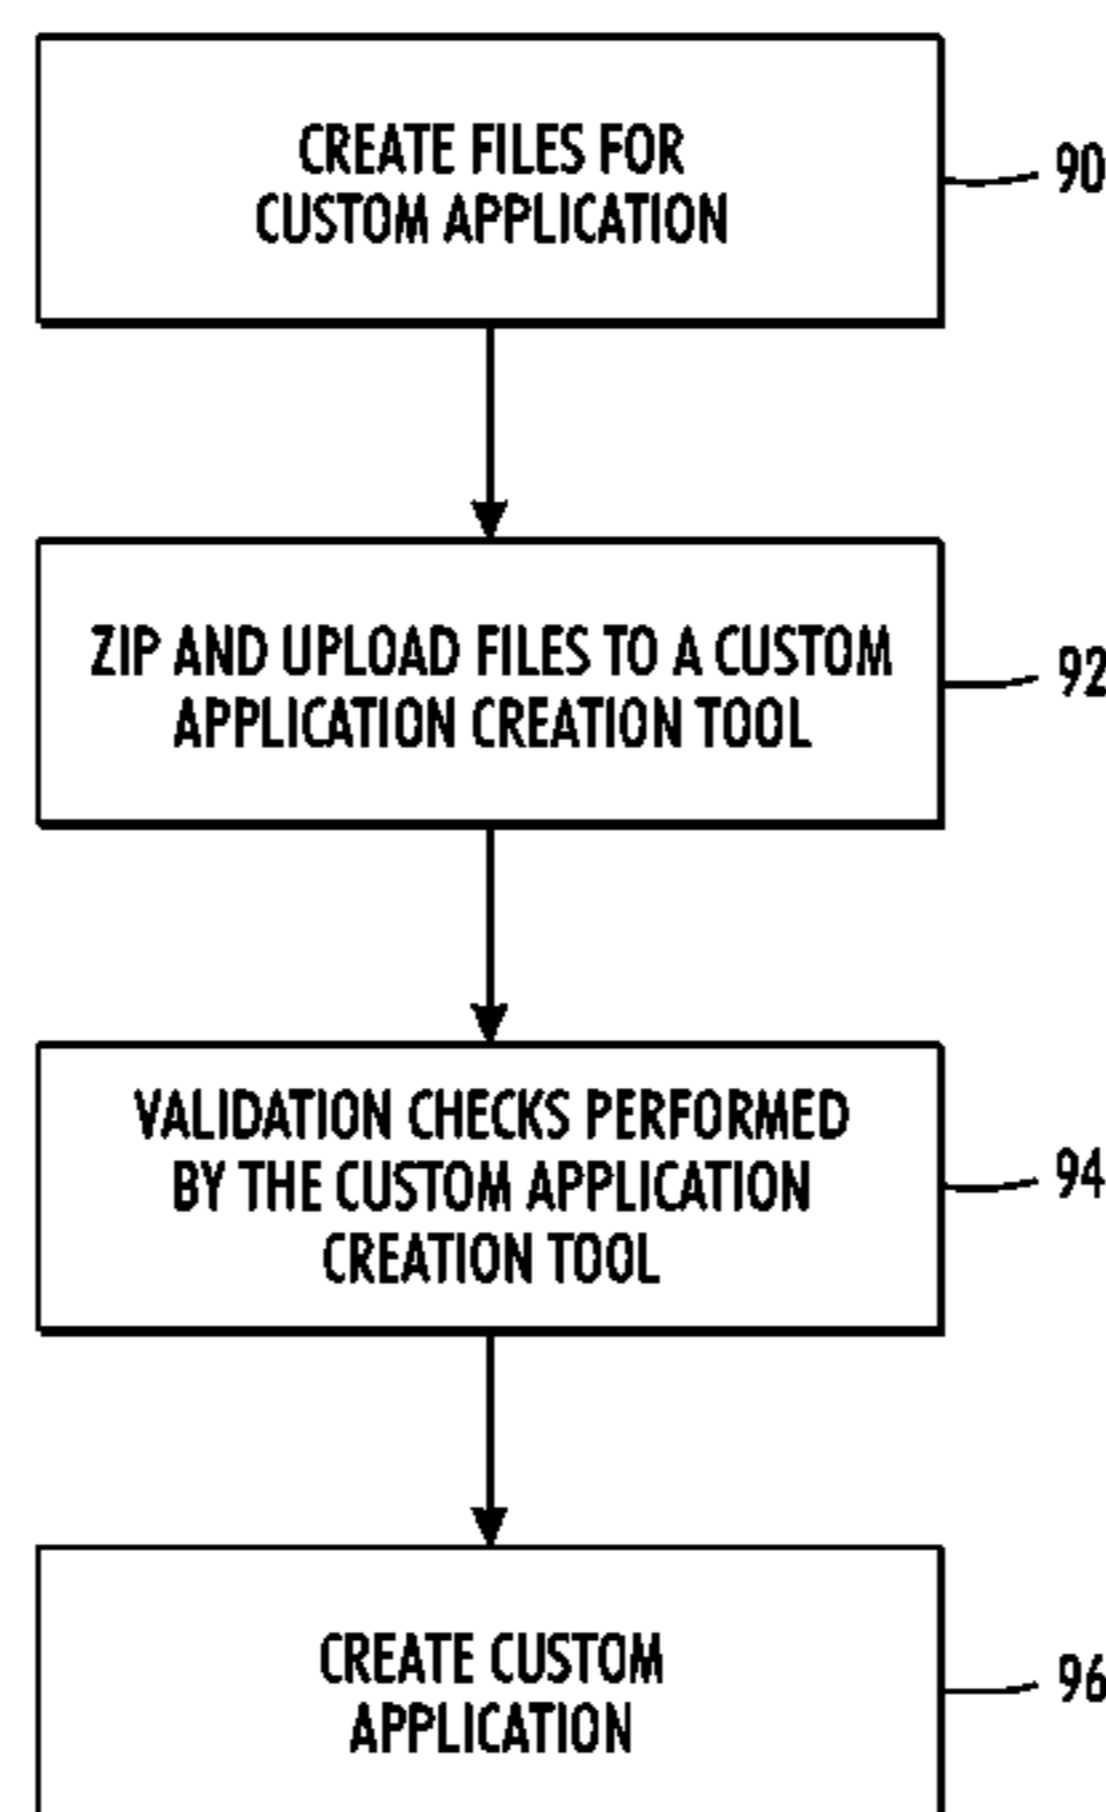 CREATE FILES FOR
CUSTOM APPLICATION
90
ZIP AND UPLOAD FILES TO A CUSTOM
APPLICATION CREATION TOOL
92
VALIDATION CHECKS PERFORMED
BY THE CUSTOM APPLICATION
CREATION TOOL
94
CREATE CUSTOM
APPLICATION
96